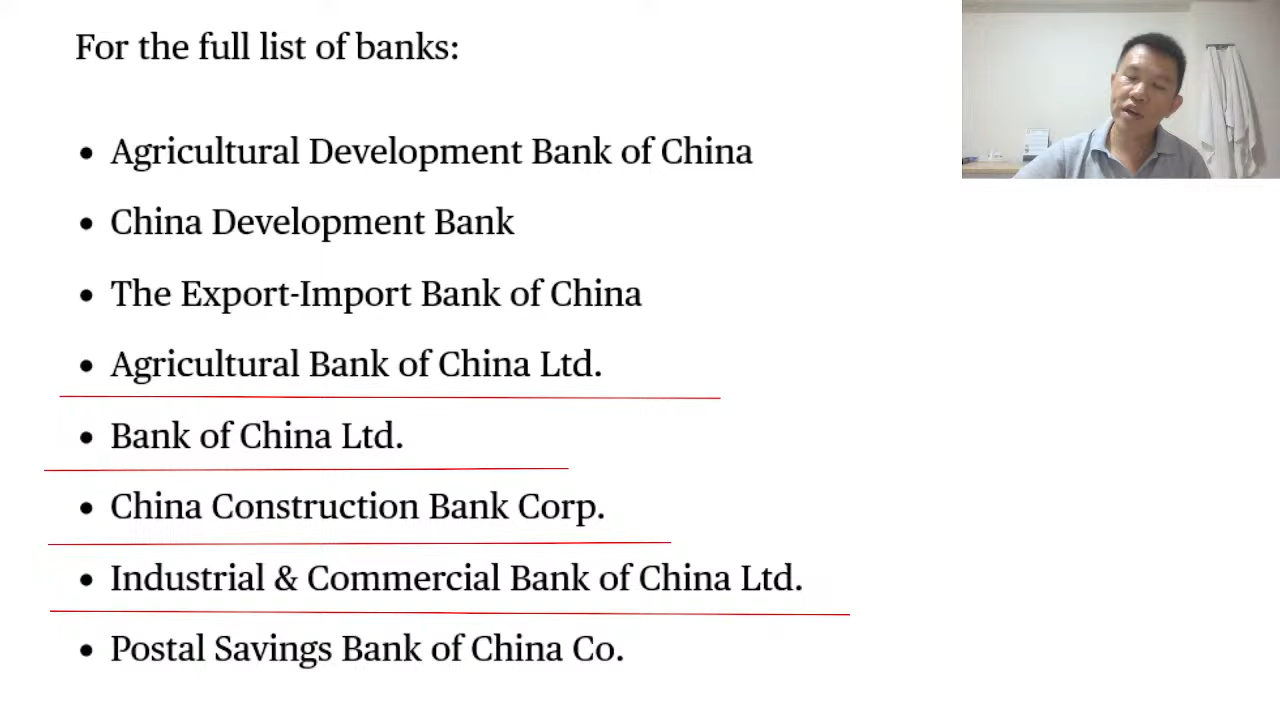 For the full list of banks:
• Agricultural Development Bank of China
• China Development Bank
• The Export-Import Bank of China
• Agricultural Bank of China Ltd.
• Bank of China Ltd.
• China Construction Bank Corp.
• Industrial & Commercial Bank of China Ltd.
• Postal Savings Bank of China Co.